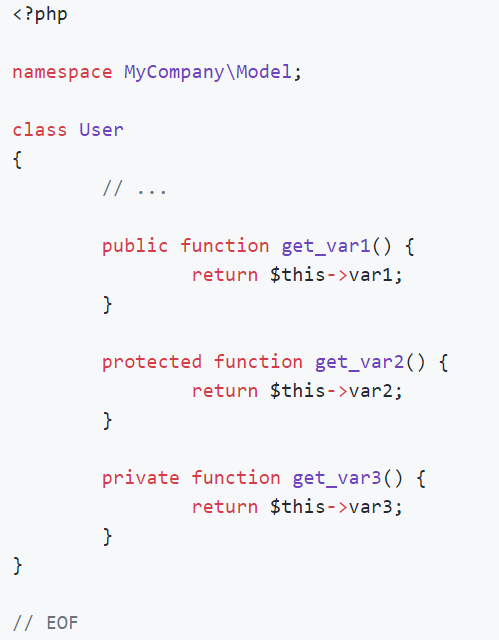 <?php
namespace MyCompany\Model;
class User
{
// ...
public function get_var1() {
return $this->var1;
}
protected function get_var2() {
return $this->var2;
}
private function get_var3() {
return $this->var3;
}
}
// EOF